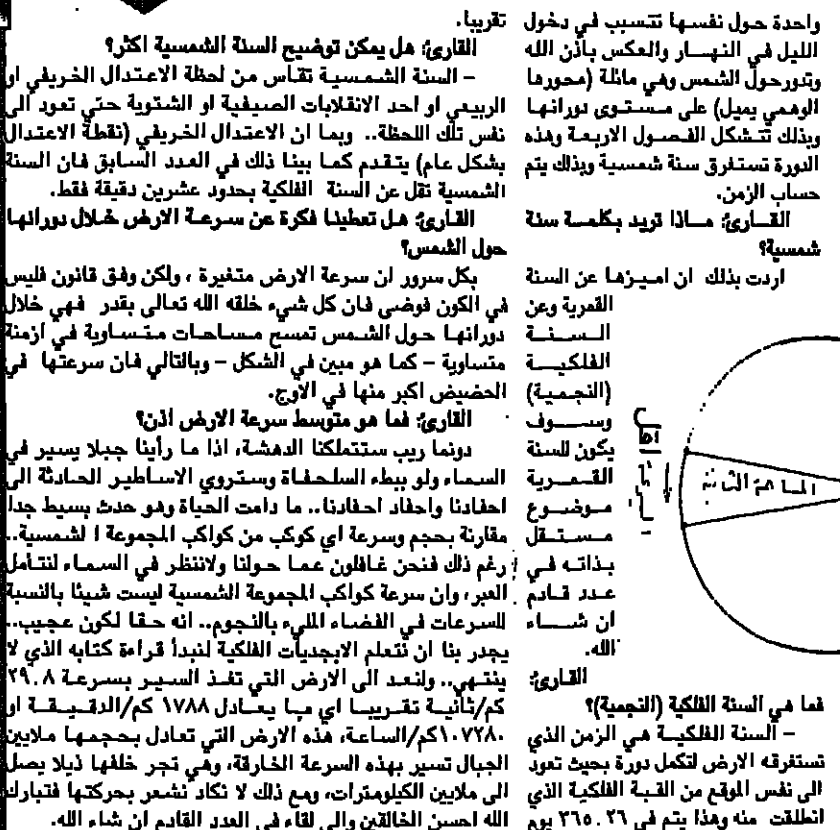 واحدة حول نفسها تتسبب في دخول
الليل في النهار والعكس بأذن الله
وتدور حول الشمس وهي مائلة (محورها
الوهمي يميل) على مستوى دورانها
وبذلك تتشكل الفصول الاربعة وهذه
الدورة تستغرق سنة شمسية وبذلك يتم
حساب الزمن.
القارئ: ماذا تريد بكلمة سنة
شمسية؟
اردت بذلك ان اميزها عن السنة
القمرية وعن
السنة
الفلكية
(النجمية)
وسوف
يكون للسنة
القمرية
موضوع
مستقل
بذاته في
عدد قادم
ان شاء
الله.
القارئ:
فما هي السنة الفلكية (النجمية)؟
– السنة الفلكية هي الزمن الذي
تستغرقه الارض لتكمل دورة بحيث تعود
الى نفس الموقع من القبة الفلكية الذي
انطلقت منه وهذا يتم في ٣٦٥.٢٦ يوم
السرعة اقل
المساحة الثانية
تقريبا.
القارئ: هل يمكن توضيح السنة الشمسية اكثر؟
– السنة الشمسية تقاس من لحظة الاعتدال الخريفي او
الربيعي او احد الانقلابات الصيفية او الشتوية حتى تعود الى
نفس تلك اللحظة.. وبما ان الاعتدال الخريفي (نقطة الاعتدال
بشكل عام) يتقدم كما بينا ذلك في العدد السابق فان السنة
الشمسية تقل عن السنة الفلكية بحدود عشرين دقيقة فقط.
القارئ: هل تعطينا فكرة عن سرعة الارض خلال دورانها
حول الشمس؟
بكل سرور ان سرعة الارض متغيرة ، ولكن وفق قانون فليس
في الكون فوضى فان كل شيء خلقه الله تعالى بقدر فهي خلال
دورانها حول الشمس تمسح مساحات متساوية في ازمنة
متساوية – كما هو مبين في الشكل – وبالتالي فان سرعتها في
الحضيض اكبر منها في الاوج.
القارئ: فما هو متوسط سرعة الارض اذن؟
دونما ريب ستتملكنا الدهشة، اذا ما رأينا جبلا يسير في
السماء ولو ببطء السلحفاة وستروي الاساطير الحادثة الى
احفادنا واحفاد احفادنا.. ما دامت الحياة وهو حدث بسيط جدا
مقارنة بحجم وسرعة اي كوكب من كواكب المجموعة ا لشمسية..
رغم ذلك فنحن غافلون عما حولنا ولاننظر في السماء لنتأمل
العبر، وان سرعة كواكب المجموعة الشمسية ليست شيئا بالنسبة
للسرعات في الفضاء المليء بالنجوم.. انه حقا لكون عجيب..
يجدر بنا ان نتعلم الابجديات الفلكية لنبدأ قراءة كتابه الذي لا
ينتهي.. ولنعد الى الارض التي تغذ السير بسرعة ٢٩.٨
كم/ثانية تقريبا اي ما يعادل ١٧٨٨ كم/الدقيقة او
١٠٧٢٨٠كم/الساعة، هذه الارض التي تعادل بحجمها ملايين
الجبال تسير بهذه السرعة الخارقة، وهي تجر خلفها ذيلا يصل
الى ملايين الكيلومترات، ومع ذلك لا نكاد نشعر بحركتها فتبارك
الله احسن الخالقين والى لقاء في العدد القادم ان شاء الله.